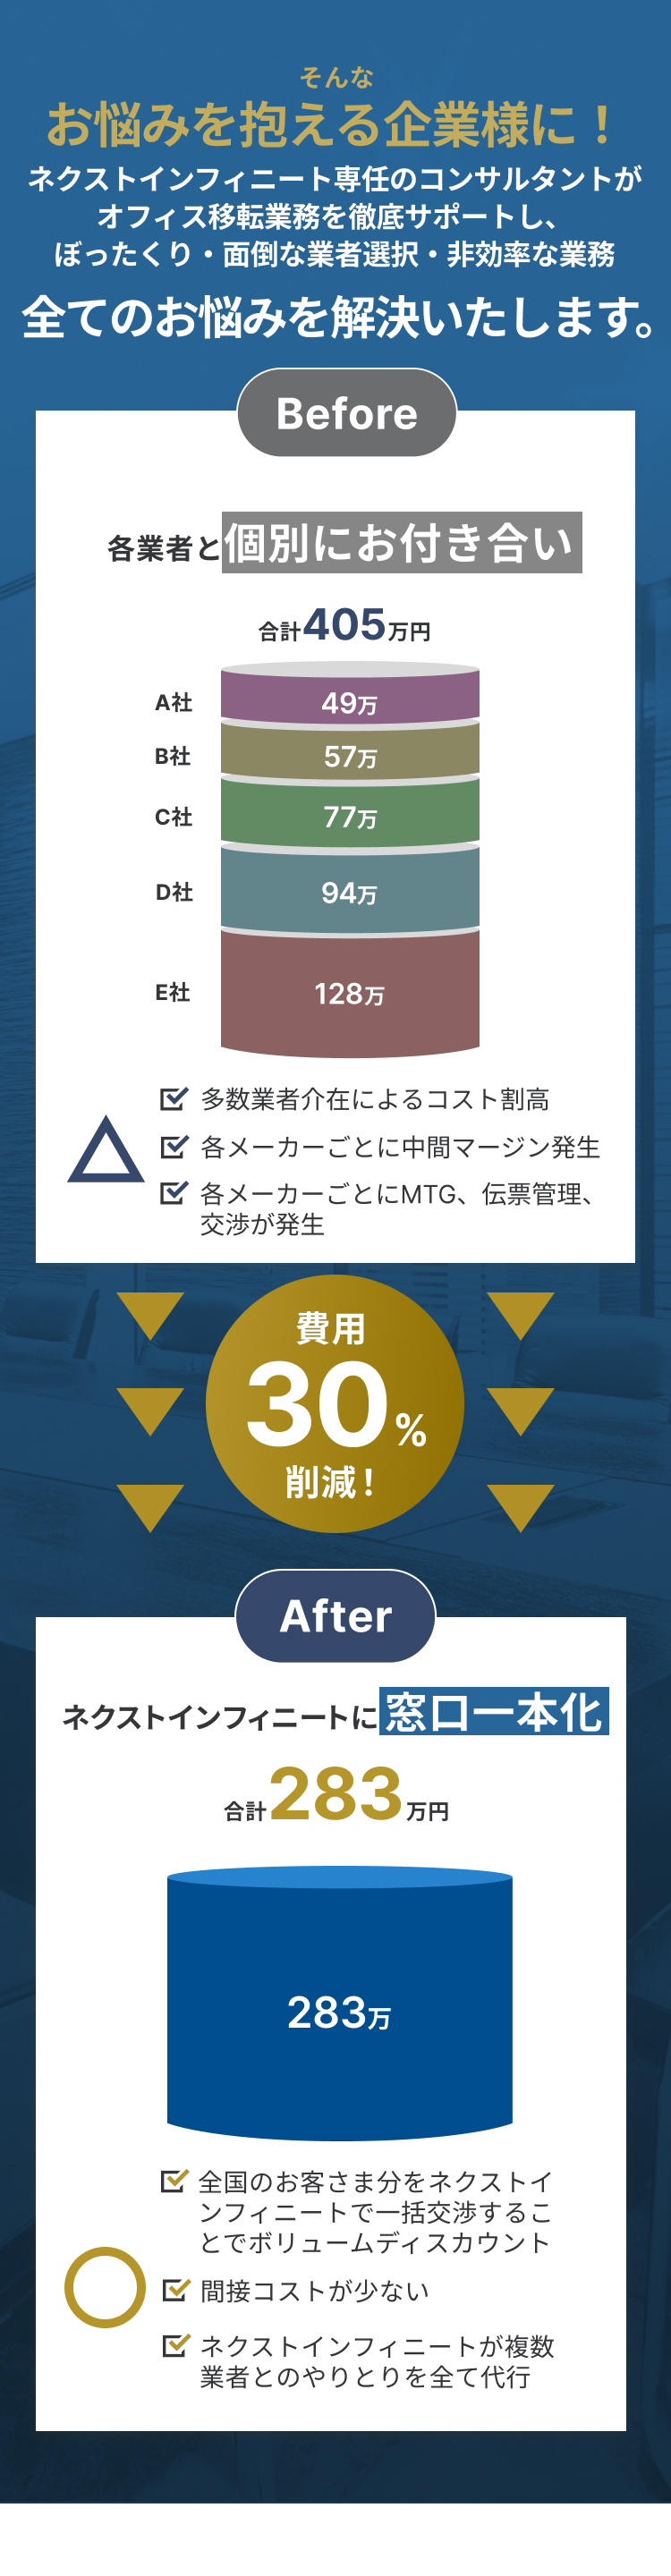 そんな
お悩みを抱える企業様に！
ネクストインフィニート専任のコンサルタントが
オフィス移転業務を徹底サポートし、
ぼったくり・面倒な業者選択・非効率な業務
全てのお悩みを解決いたします。
Before
各業者と個別にお付き合い
合計405万円
A社 49万
B社 57万
C社 77万
D社 94万
E社 128万
多数業者介在によるコスト割高
各メーカーごとに中間マージン発生
各メーカーごとにMTG、伝票管理、
交渉が発生
費用
30%
削減！
After
ネクストインフィニートに窓口一本化
合計283万円
283万
全国のお客さま分をネクストイ
ンフィニートで一括交渉するこ
とでボリュームディスカウント
間接コストが少ない
ネクストインフィニートが複数
業者とのやりとりを全て代行